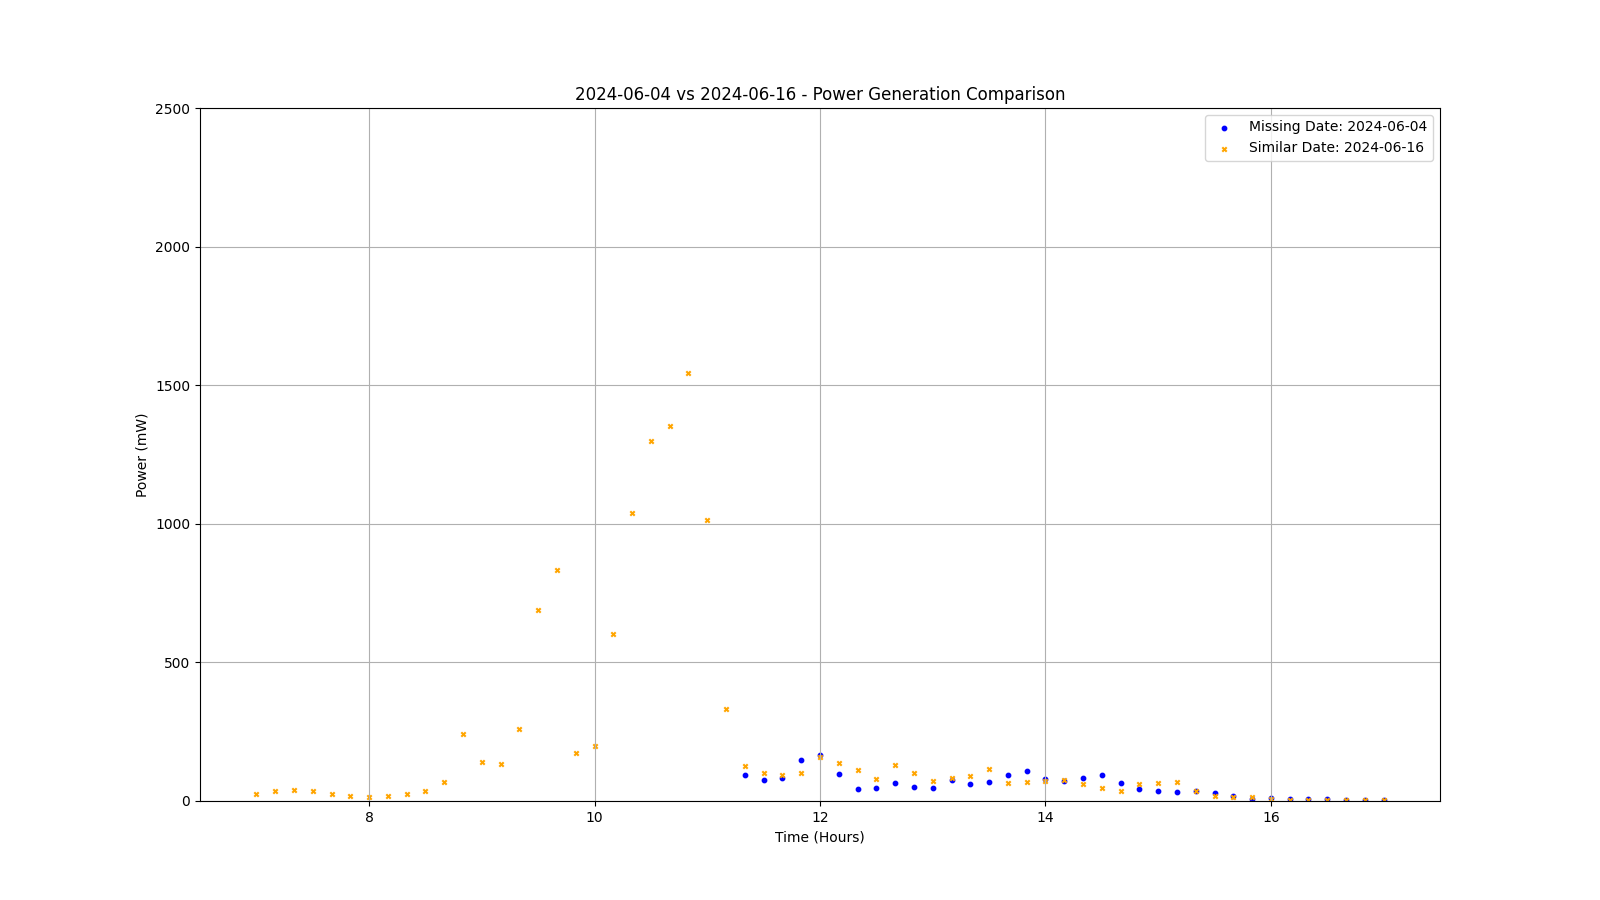 2024-06-04 vs 2024-06-16 - Power Generation Comparison
Missing Date: 2024-06-04
Similar Date: 2024-06-16
2500
2000
1500
1000
500
0
Power (mW)
8 10 12 14 16
Time (Hours)